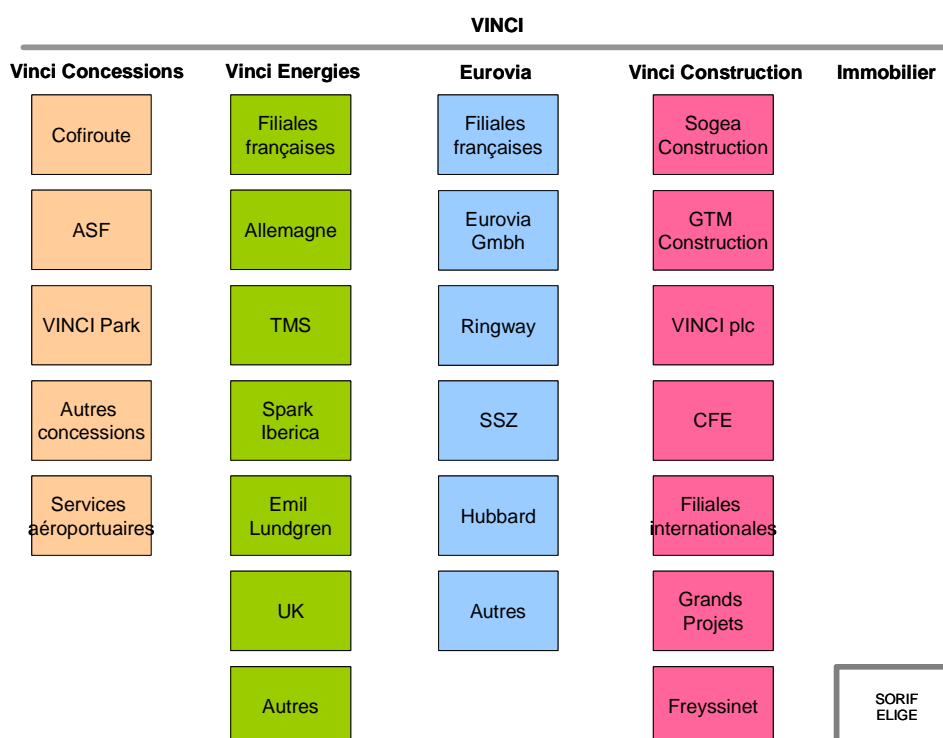 VINCI
Vinci Concessions
Vinci Energies
Eurovia
Vinci Construction
Immobilier
Cofiroute
ASF
VINCI Park
Autres
concessions
Services
aéroportuaires
Filiales
françaises
Allemagne
TMS
Spark
Iberica
Emil
Lundgren
UK
Autres
Filiales
françaises
Eurovia
Gmbh
Ringway
SSZ
Hubbard
Autres
Sogea
Construction
GTM
Construction
VINCI plc
CFE
Filiales
internationales
Grands
Projets
Freyssinet
SORIF
ELIGE